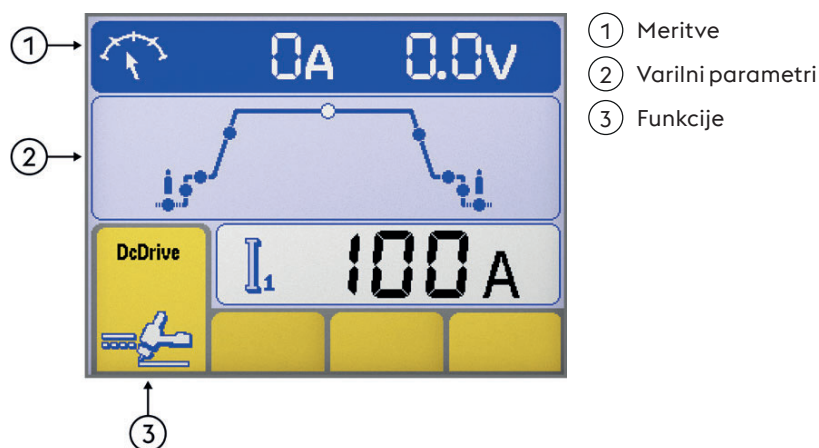 1 0A 0.0V
2
DcDrive I1 100A
3
1 Meritve
2 Varilni parametri
3 Funkcije